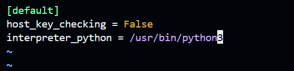 [default]
host_key_checking = False
interpreter_python = /usr/bin/python3
~
~